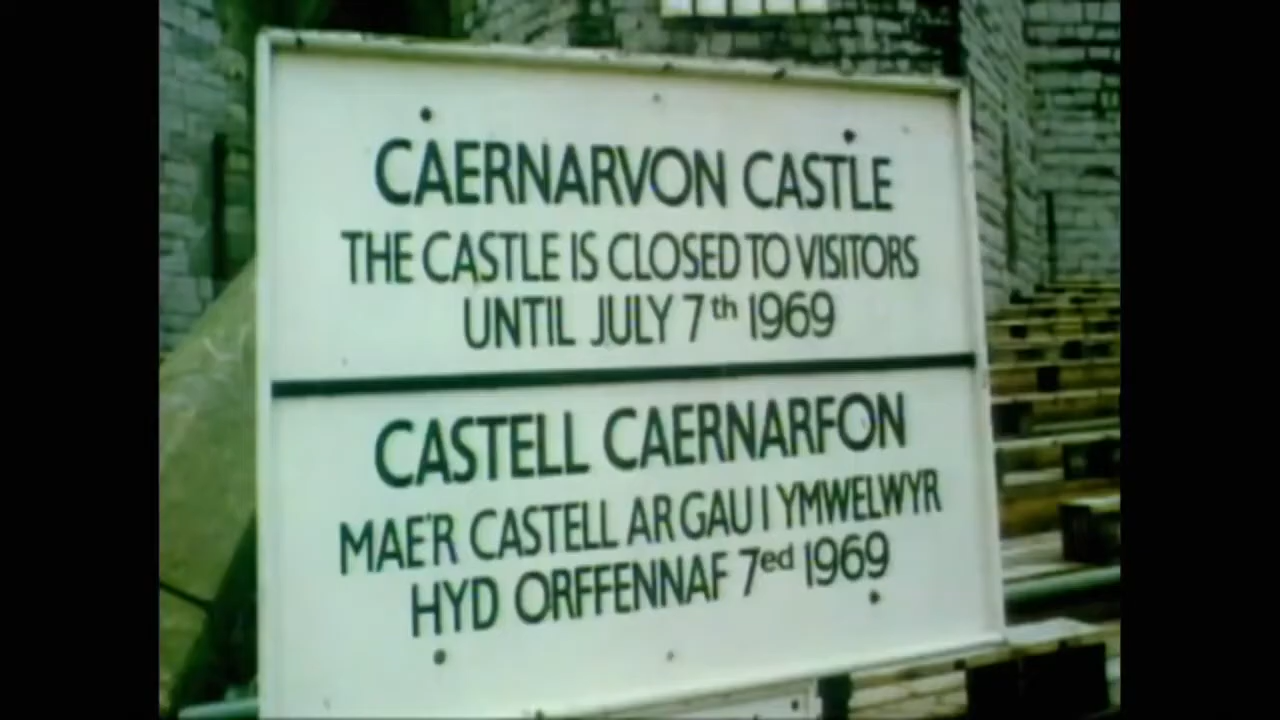 CAERNARVON CASTLE
THE CASTLE IS CLOSED TO VISITORS
UNTIL JULY 7th 1969
CASTELL CAERNARFON
MAE'R CASTELL AR GAU I YMWELWYR
HYD ORFFENNAF 7ed 1969